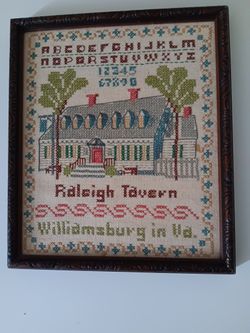 ABCDEFGHIJKLM
NOPQRSTUVWXYZ
12345
67890
Raleigh Tavern
Williamsburg in Va.